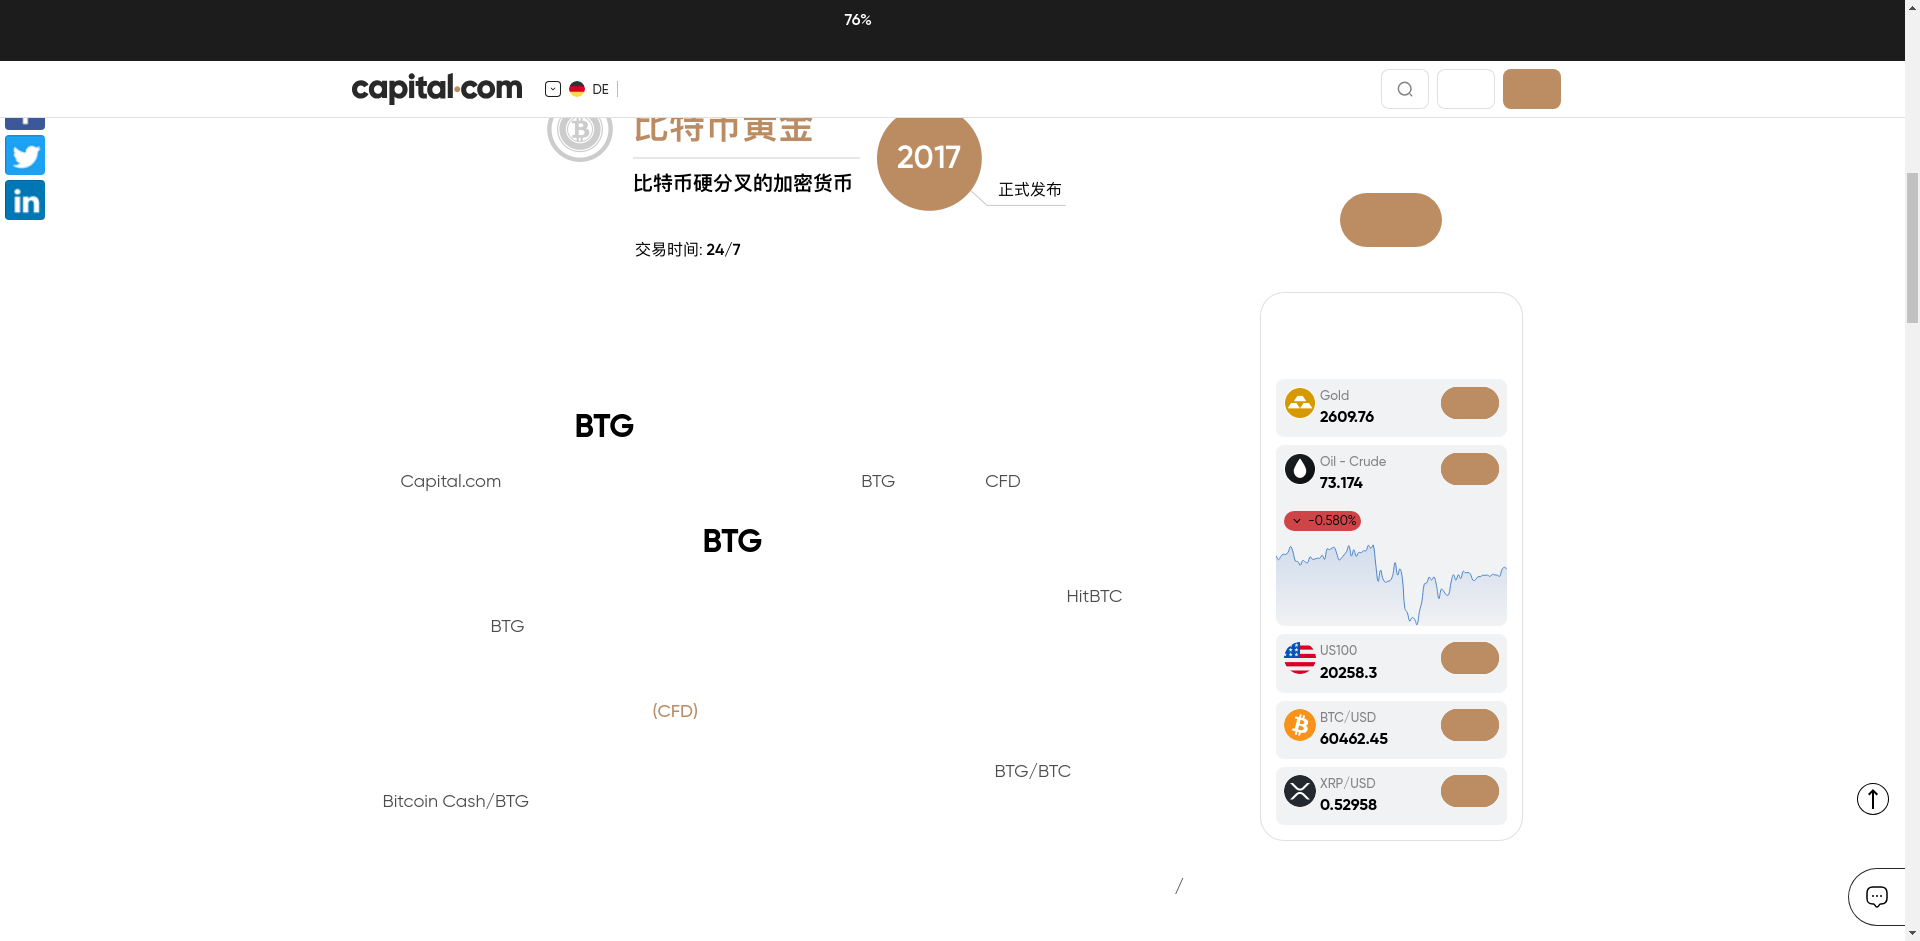 76%
capital.com
DE
比特币黄金
2017
比特币硬分叉的加密货币
正式发布
交易时间: 24/7
BTG
Capital.com BTG CFD
BTG
HitBTC
BTG
(CFD)
BTG/BTC
Bitcoin Cash/BTG
/
Gold
2609.76
Oil - Crude
73.174
-0.580%
US100
20258.3
BTC/USD
60462.45
XRP/USD
0.52958